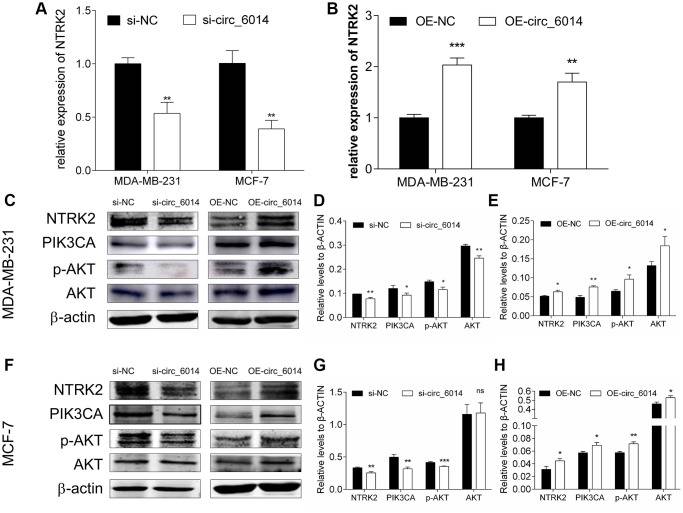 A
si-NC
si-circ_6014
relative expression of NTRK2
1.5
1.0
0.5
0.0
**
**
MDA-MB-231
MCF-7
B
OE-NC
OE-circ_6014
relative expression of NTRK2
3
2
1
0
***
**
MDA-MB-231
MCF-7
C
MDA-MB-231
si-NC
si-circ_6014
OE-NC
OE-circ_6014
NTRK2
PIK3CA
p-AKT
AKT
β-actin
D
si-NC
si-circ_6014
Relative levels to β-ACTIN
0.4
0.3
0.2
0.1
0.0
**
*
*
**
NTRK2
PIK3CA
p-AKT
AKT
E
OE-NC
OE-circ_6014
Relative levels to β-ACTIN
0.25
0.20
0.15
0.10
0.05
0.00
*
**
*
*
NTRK2
PIK3CA
p-AKT
AKT
F
MCF-7
si-NC
si-circ_6014
OE-NC
OE-circ_6014
NTRK2
PIK3CA
p-AKT
AKT
β-actin
G
si-NC
si-circ_6014
Relative levels to β-ACTIN
1.5
1.0
0.5
0.0
**
**
***
ns
NTRK2
PIK3CA
p-AKT
AKT
H
OE-NC
OE-circ_6014
Relative levels to β-ACTIN
0.6
0.5
0.4
0.3
0.2
0.10
0.08
0.06
0.04
0.02
0.00
*
*
**
*
NTRK2
PIK3CA
p-AKT
AKT